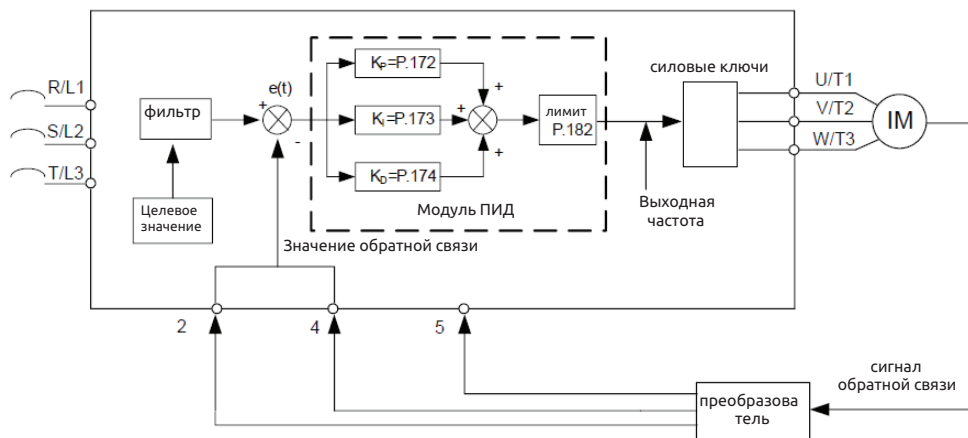 R/L1
S/L2
T/L3
фильтр
Целевое
значение
e(t)
+
-
Kₚ=P.172
Kᵢ=P.173
K_D=P.174
+
+
+
лимит
P.182
Модуль ПИД
силовые ключи
Выходная
частота
U/T1
V/T2
W/T3
IM
Значение обратной связи
2
4
5
преобразова
тель
сигнал
обратной связи